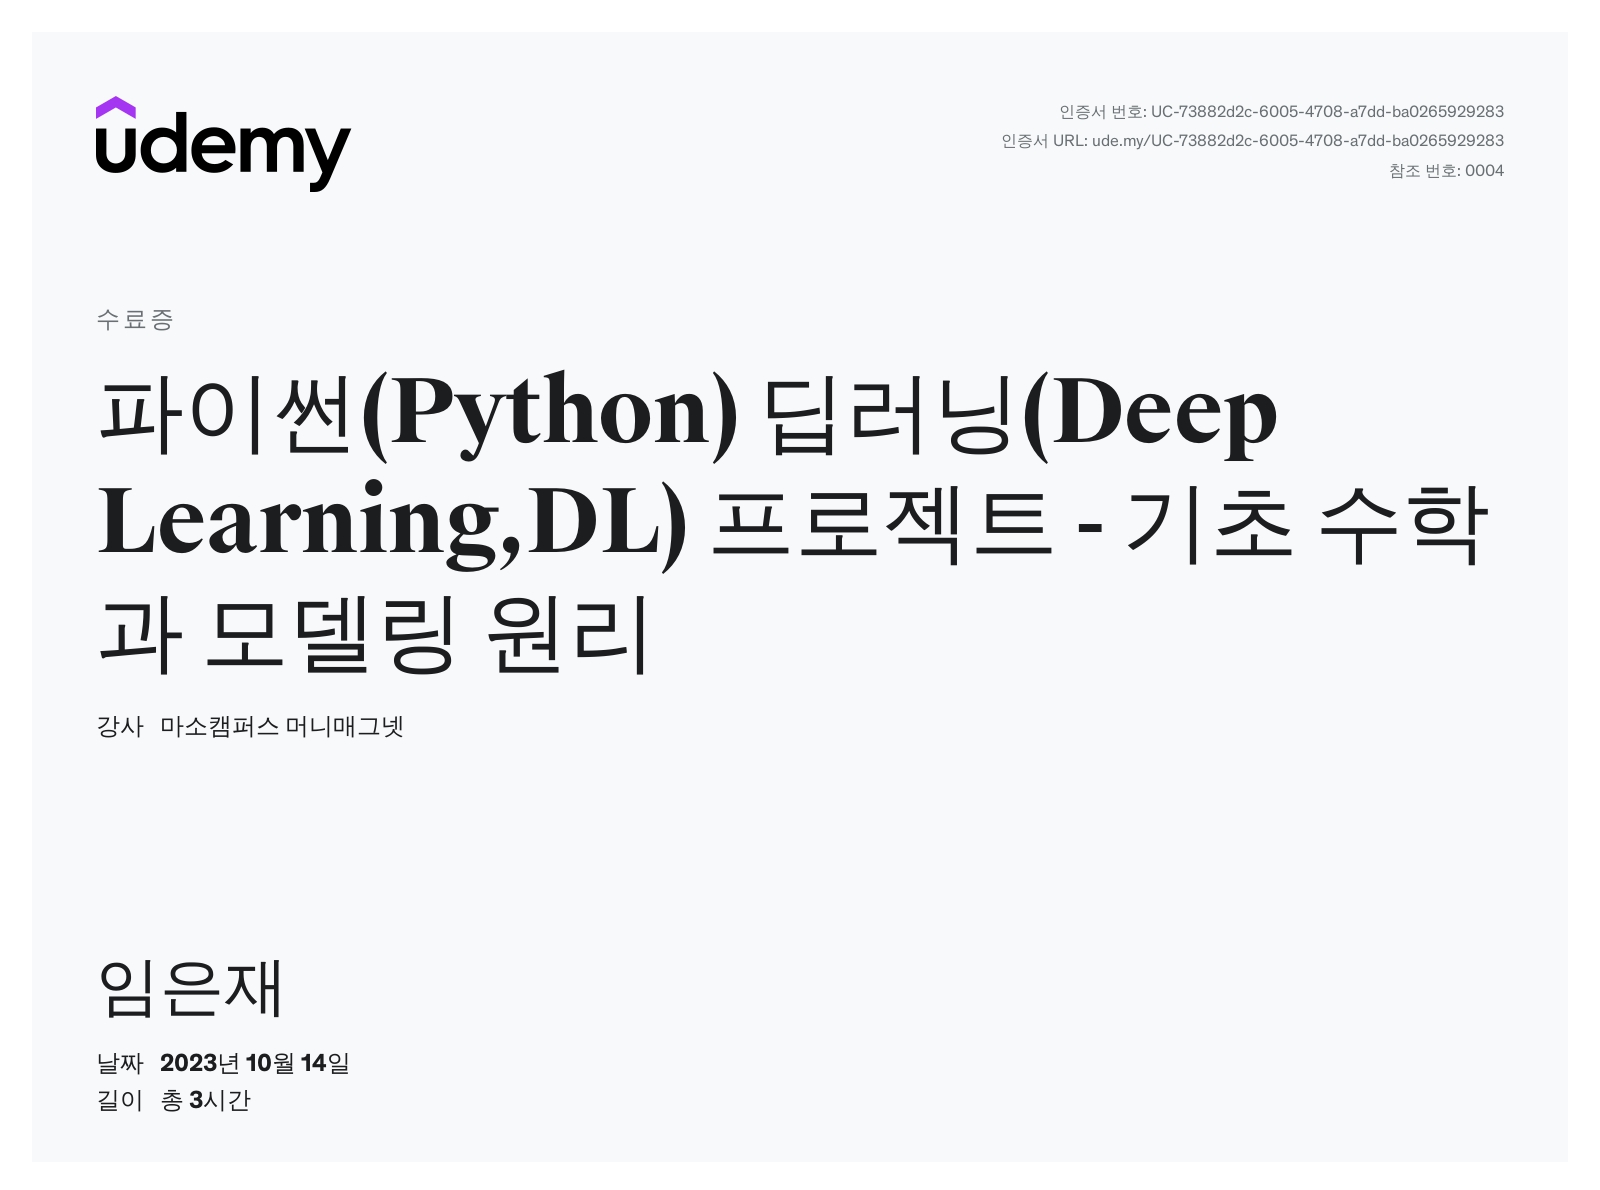 udemy
인증서 번호: UC-73882d2c-6005-4708-a7dd-ba0265929283
인증서 URL: ude.my/UC-73882d2c-6005-4708-a7dd-ba0265929283
참조 번호: 0004
수료증
파이썬(Python) 딥러닝(Deep
Learning,DL) 프로젝트 - 기초 수학
과 모델링 원리
강사 마소캠퍼스 머니매그넷
임은재
날짜 2023년 10월 14일
길이 총 3시간